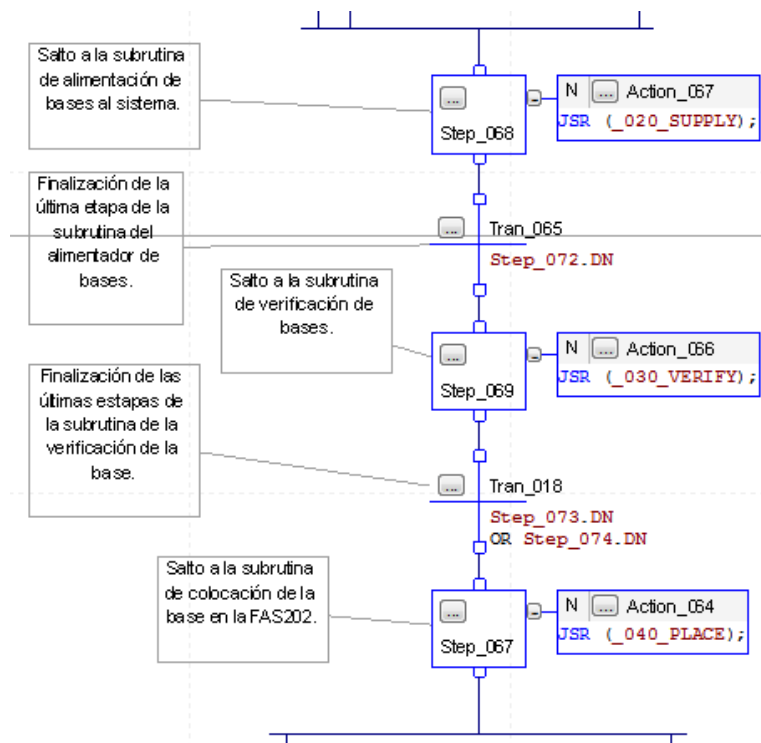 Salto a la subrutina
de alimentación de
bases al sistema.
...
Step_068
N ... Action_067
JSR (_020_SUPPLY);
Finalización de la
última etapa de la
subrutina del
alimentador de
bases.
... Tran_065
Step_072.DN
Salto a la subrutina
de verificación de
bases.
...
Step_069
N ... Action_066
JSR (_030_VERIFY);
Finalización de las
últimas estapas de
la subrutina de la
verificación de la
base.
... Tran_018
Step_073.DN
OR Step_074.DN
Salto a la subrutina
de colocación de la
base en la FAS202.
...
Step_067
N ... Action_064
JSR (_040_PLACE);